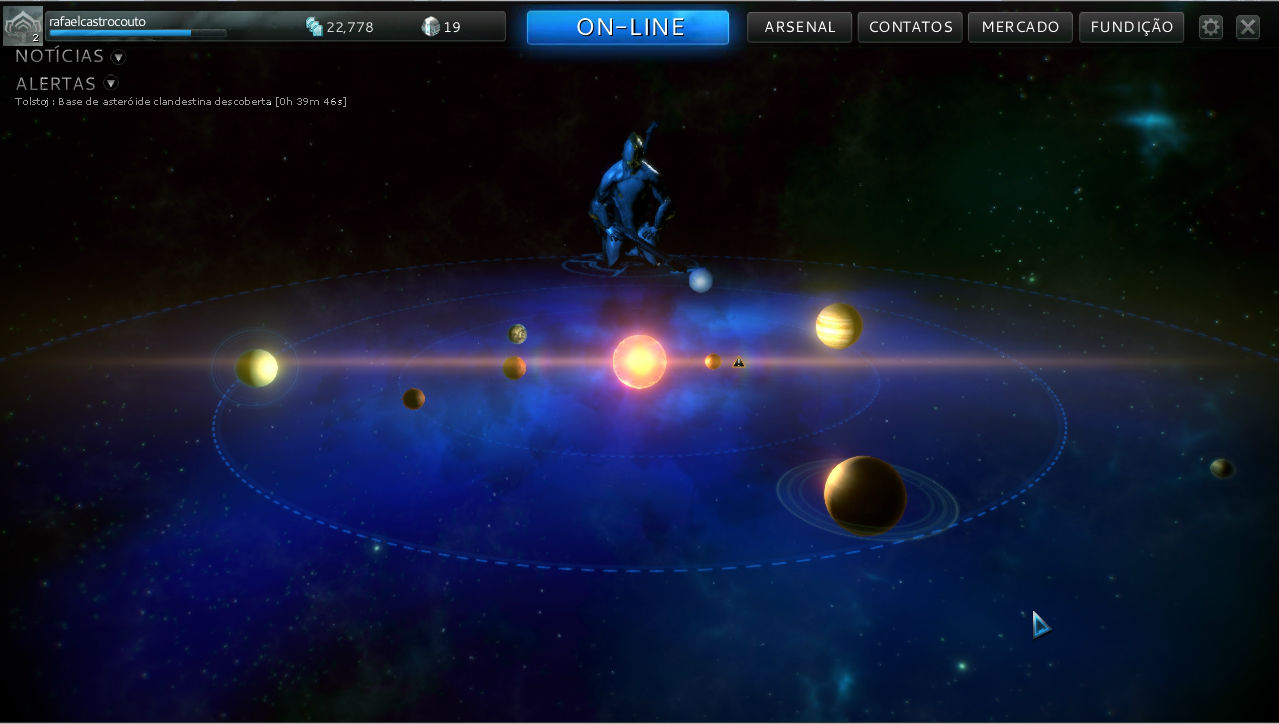 rafaelcastrocouto
2
22,778
19
ON-LINE
ARSENAL
CONTATOS
MERCADO
FUNDIÇÃO
NOTÍCIAS
ALERTAS
Tolstoj : Base de asteróide clandestina descoberta [0h 39m 46s]